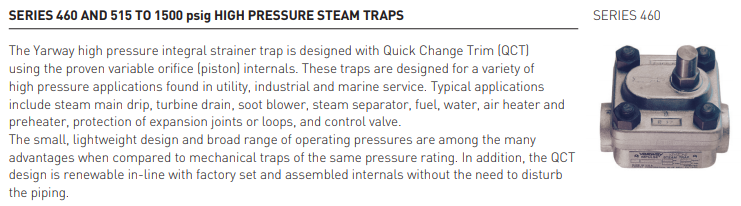 SERIES 460 AND 515 TO 1500 psig HIGH PRESSURE STEAM TRAPS
SERIES 460
The Yarway high pressure integral strainer trap is designed with Quick Change Trim (QCT)
using the proven variable orifice (piston) internals. These traps are designed for a variety of
high pressure applications found in utility, industrial and marine service. Typical applications
include steam main drip, turbine drain, soot blower, steam separator, fuel, water, air heater and
preheater, protection of expansion joints or loops, and control valve.
The small, lightweight design and broad range of operating pressures are among the many
advantages when compared to mechanical traps of the same pressure rating. In addition, the QCT
design is renewable in-line with factory set and assembled internals without the need to disturb
the piping.